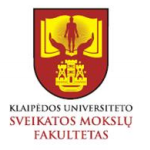 KLAIPĖDOS UNIVERSITETO
SVEIKATOS MOKSLŲ
FAKULTETAS